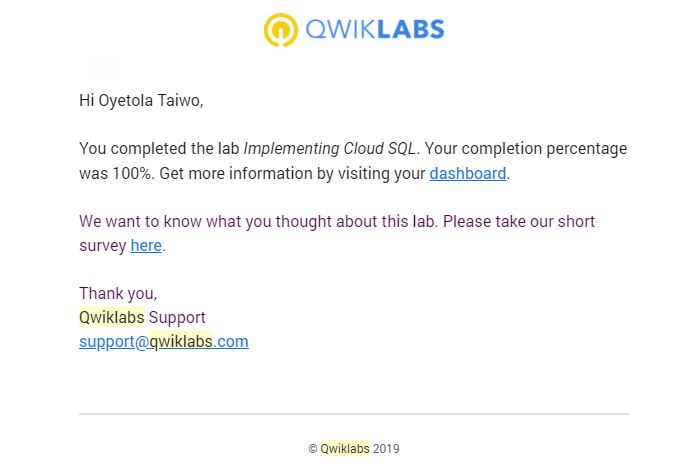 QWIKLABS
Hi Oyetola Taiwo,
You completed the lab Implementing Cloud SQL. Your completion percentage
was 100%. Get more information by visiting your dashboard.
We want to know what you thought about this lab. Please take our short
survey here.
Thank you,
Qwiklabs Support
support@qwiklabs.com
© Qwiklabs 2019